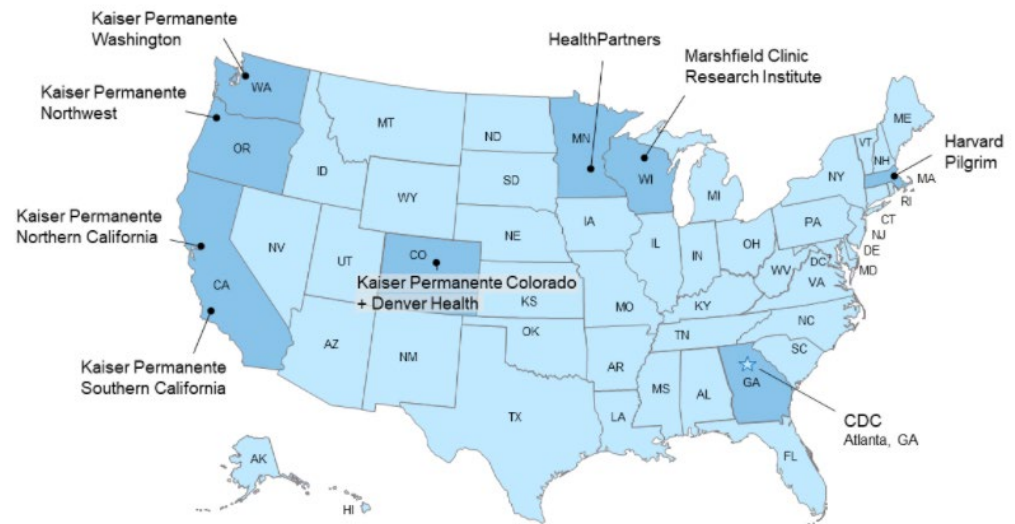 Kaiser Permanente
Washington
HealthPartners
Marshfield Clinic
Research Institute
Kaiser Permanente
Northwest
Harvard
Pilgrim
Kaiser Permanente
Northern California
Kaiser Permanente Colorado
+ Denver Health
Kaiser Permanente
Southern California
CDC
Atlanta, GA
WA
OR
CA
ID
NV
MT
WY
UT
AZ
CO
NM
ND
SD
NE
KS
OK
TX
MN
IA
MO
AR
LA
WI
IL
MI
IN
OH
KY
TN
MS
AL
GA
FL
SC
NC
VA
WV
DC
MD
DE
NJ
PA
NY
CT
RI
MA
VT
NH
ME
AK
HI